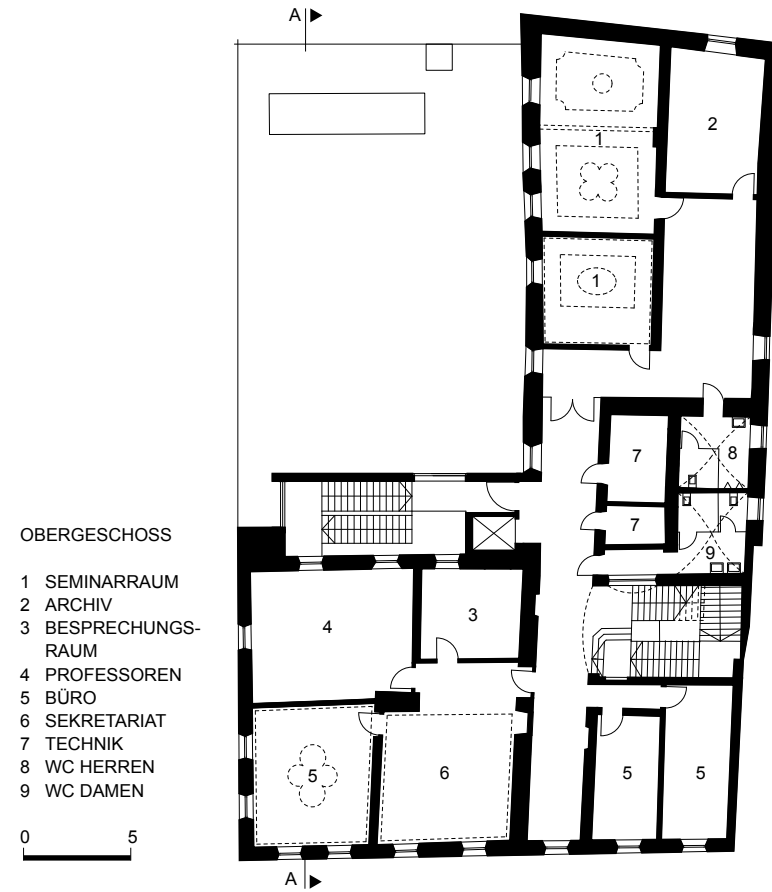 A
1
2
1
7
8
7
9
3
4
5
6
5
5
OBERGESCHOSS
1 SEMINARRAUM
2 ARCHIV
3 BESPRECHUNGS-
RAUM
4 PROFESSOREN
5 BÜRO
6 SEKRETARIAT
7 TECHNIK
8 WC HERREN
9 WC DAMEN
0 5
A